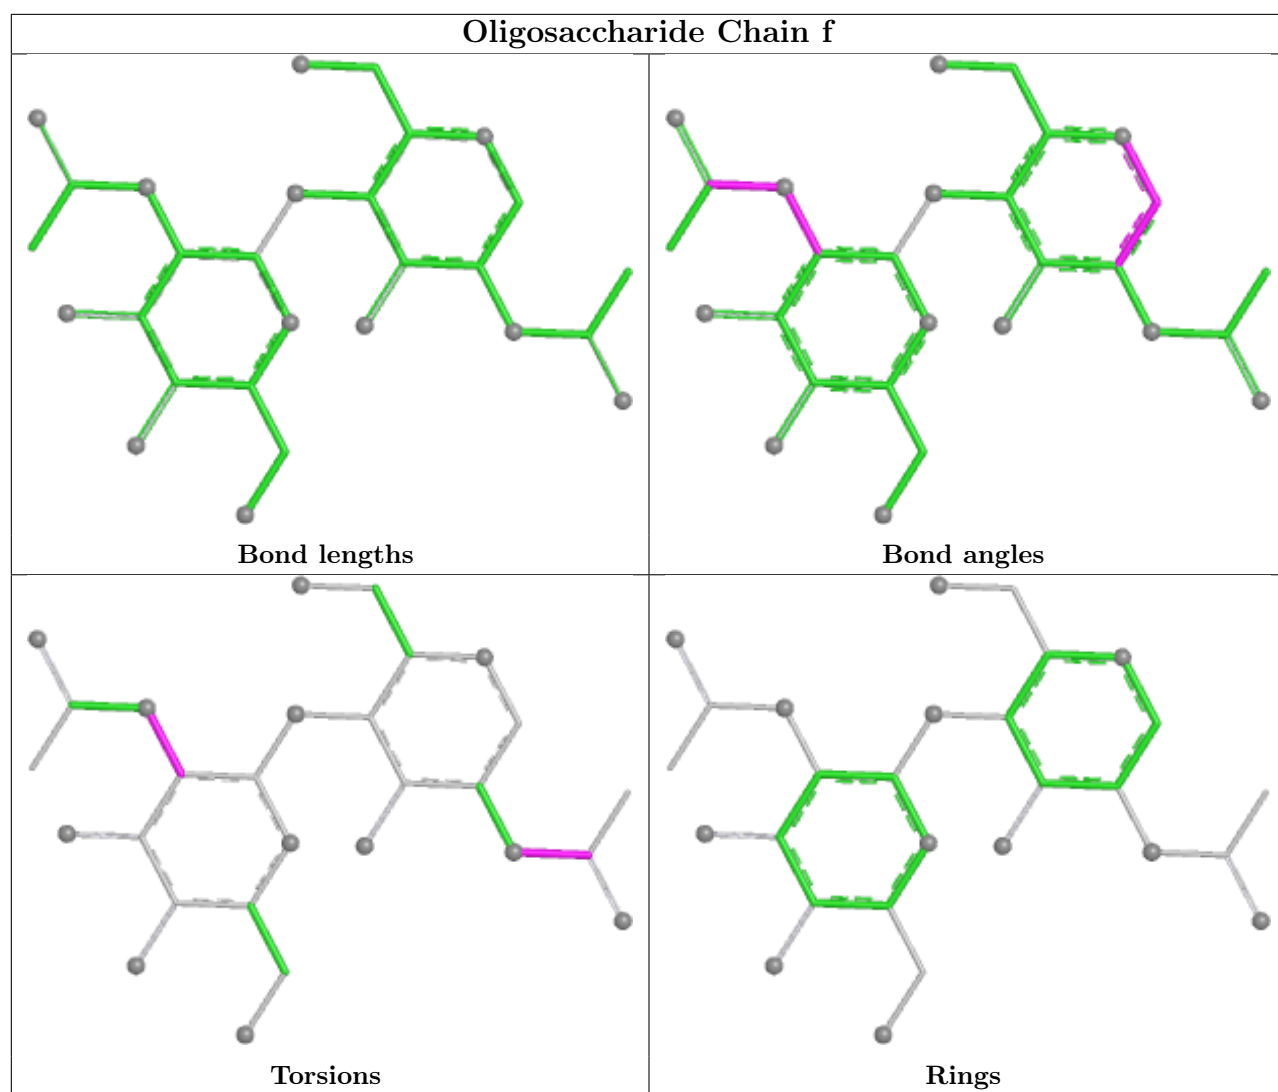 Oligosaccharide Chain f
Bond lengths
Bond angles
Torsions
Rings